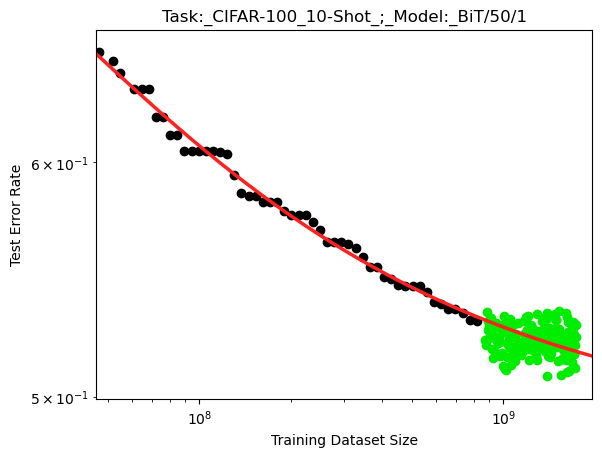 Task:_CIFAR-100_10-Shot_;_Model:_BiT/50/1
6 × 10⁻¹
Test Error Rate
5 × 10⁻¹
10⁸
10⁹
Training Dataset Size